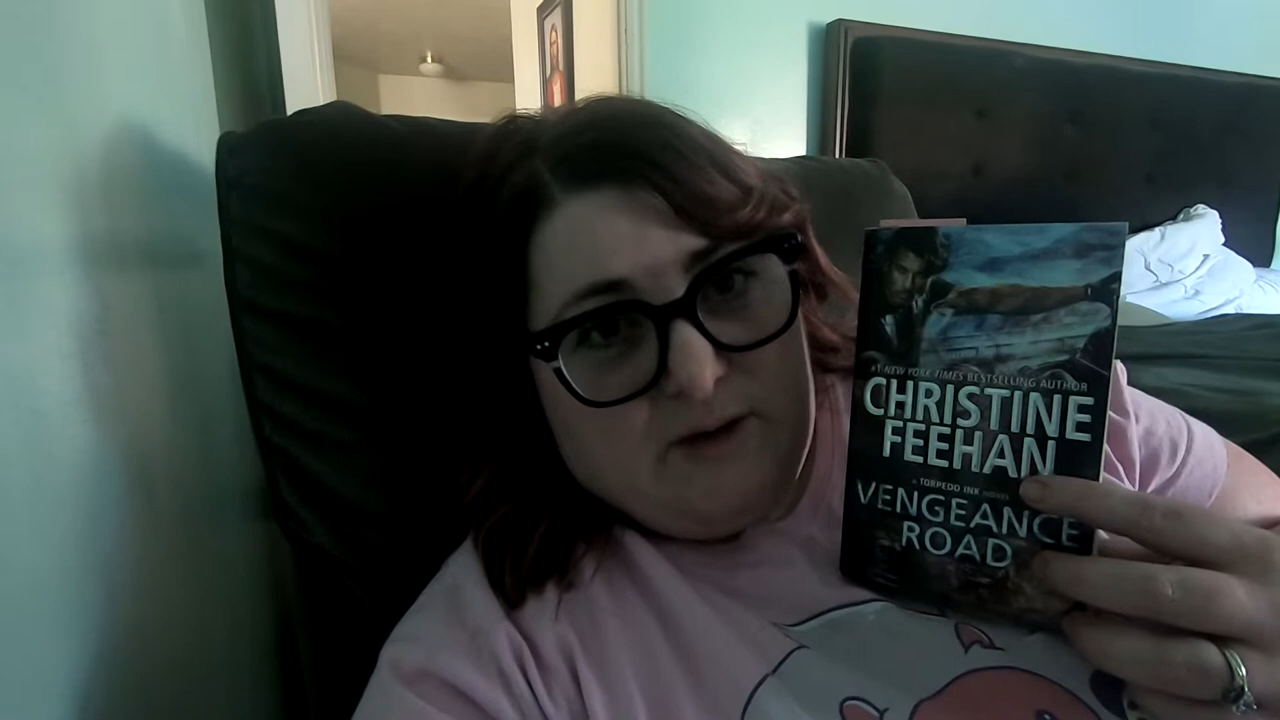 #1 NEW YORK TIMES BESTSELLING AUTHOR
CHRISTINE
FEEHAN
A TORPEDO INK NOVEL
VENGEANCE
ROAD